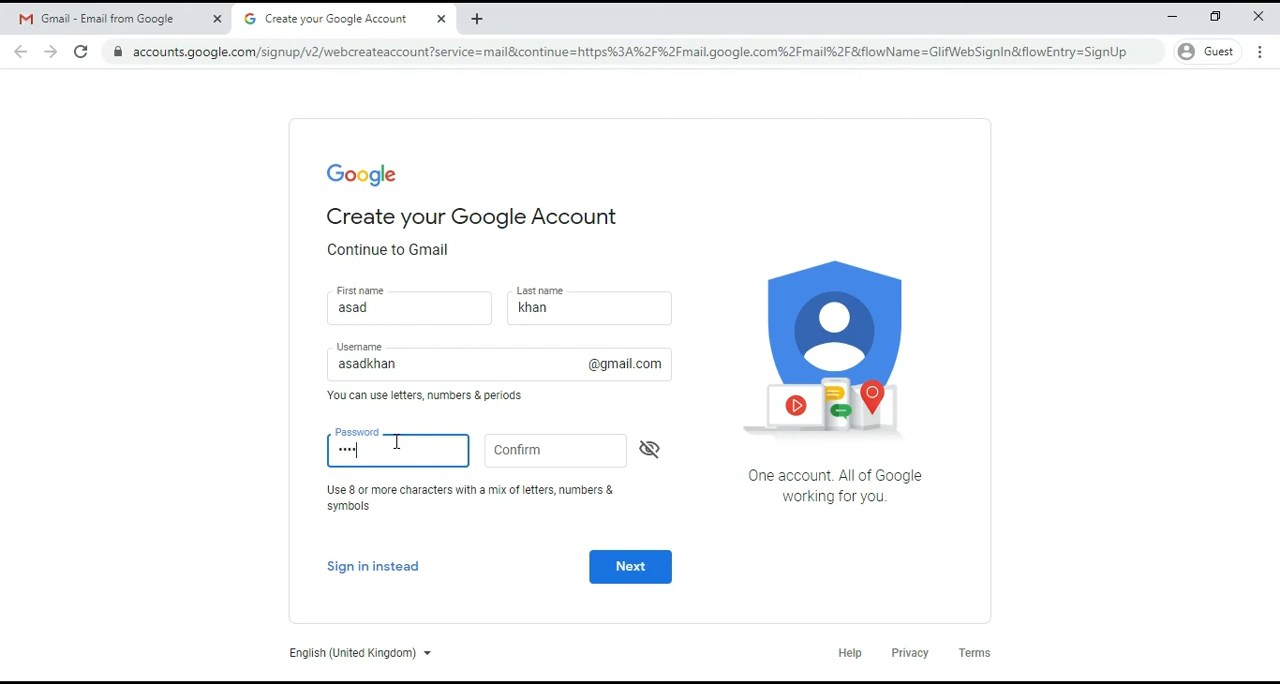 Gmail - Email from Google
Create your Google Account
accounts.google.com/signup/v2/webcreateaccount?service=mail&continue=https%3A%2F%2Fmail.google.com%2Fmail%2F&flowName=GlifWebSignIn&flowEntry=SignUp
Guest
Google
Create your Google Account
Continue to Gmail
First name
Last name
asad
khan
Username
asadkhan
@gmail.com
You can use letters, numbers & periods
Password
••••
Confirm
Use 8 or more characters with a mix of letters, numbers &
symbols
One account. All of Google
working for you.
Sign in instead
Next
English (United Kingdom)
Help
Privacy
Terms